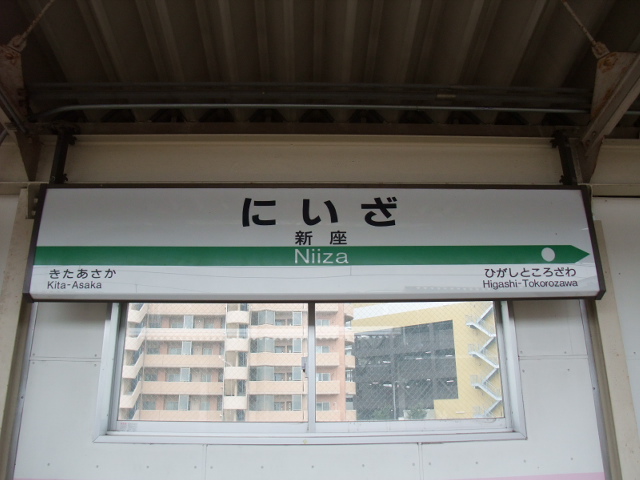 にいざ
新座
Niiza
きたあさか
Kita-Asaka
ひがしところざわ
Higashi-Tokorozawa